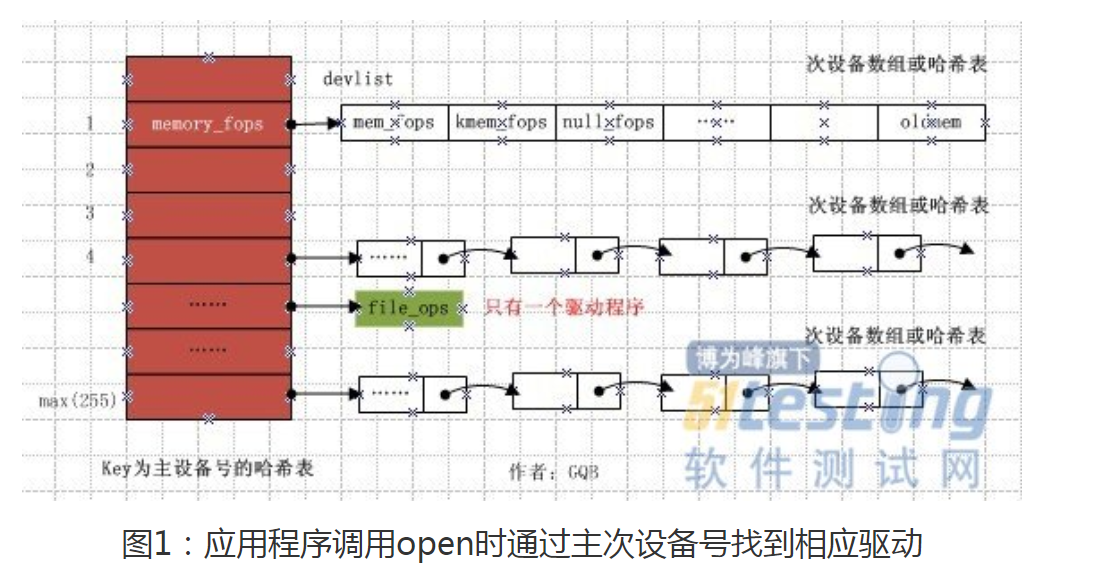 次设备数组或哈希表
devlist
1
memory_fops
mem_fops
kmem_fops
null_fops
……
oldmem
2
3
次设备数组或哈希表
4
……
……
file_ops
只有一个驱动程序
……
次设备数组或哈希表
博为峰旗下
max(255)
……
51testing
软件测试网
Key为主设备号的哈希表
作者：GQB
图1：应用程序调用open时通过主次设备号找到相应驱动